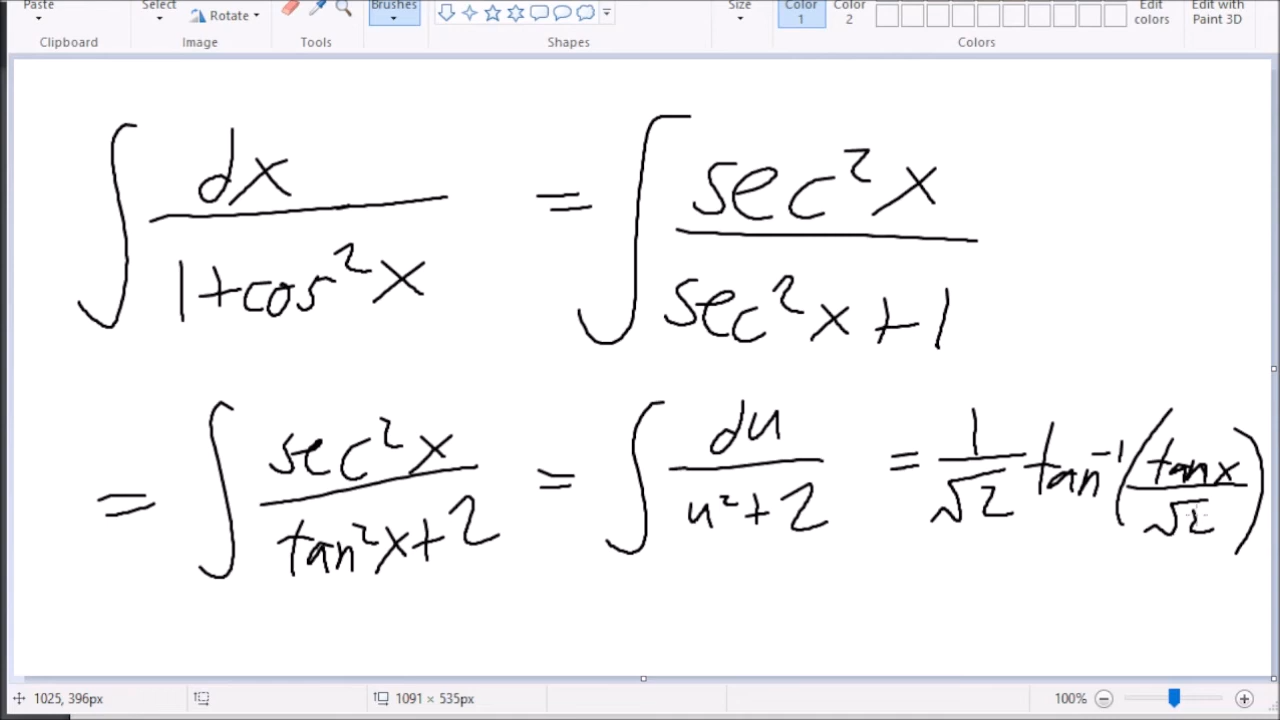 Paste Select Rotate Brushes Size Color 1 Color 2 Edit colors Edit with Paint 3D
Clipboard Image Tools Shapes Colors
∫ dx/(1+cos²x) = ∫ sec²x/(sec²x+1)
= ∫ sec²x/(tan²x+2) = ∫ du/(u²+2) = 1/√2 tan⁻¹(tanx/√2)
1025, 396px 1091 × 535px 100%